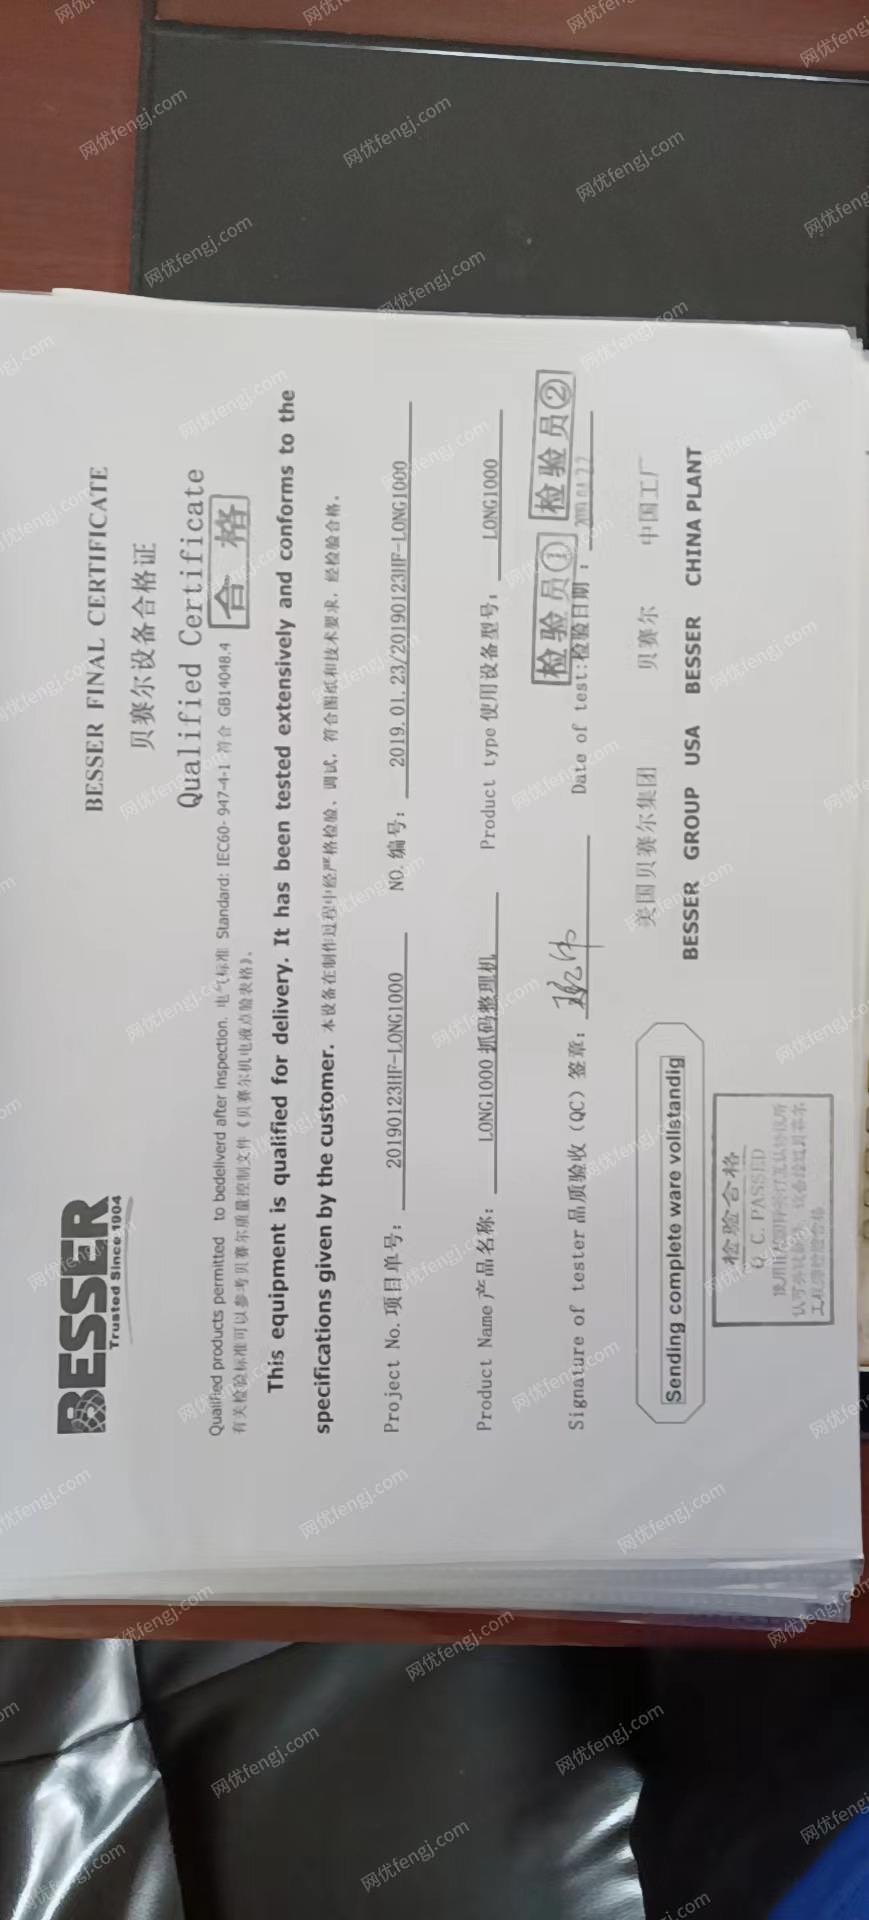 BESSER
Trusted Since 1904
BESSER FINAL CERTIFICATE
贝赛尔设备合格证
Qualified Certificate
合格
Qualified products permitted to bedeliverd after inspection. 电气标准 Standard: IEC60- 947-4-1 符合 GB14048.4
有关检验标准可以参考贝赛尔质量控制文件《贝赛尔机电液点验表格》。
This equipment is qualified for delivery. It has been tested extensively and conforms to the
specifications given by the customer. 本设备在制作过程中经严格检验、调试，符合图纸和技术要求，经检验合格。
Project No. 项目单号: 20190123HF-LONG1000 NO. 编号: 2019.01.23/20190123HF-LONG1000
Product Name 产品名称: LONG1000 抓码整理机 Product type 使用设备型号: LONG1000
检验员① 检验员②
Signature of tester 品质验收 (QC) 签章: Date of test:检验日期:
美国贝赛尔集团 贝赛尔 中国工厂
Sending complete ware vollstandig
BESSER GROUP USA BESSER CHINA PLANT
检验合格
Q.C. PASSED
网优fengj.com